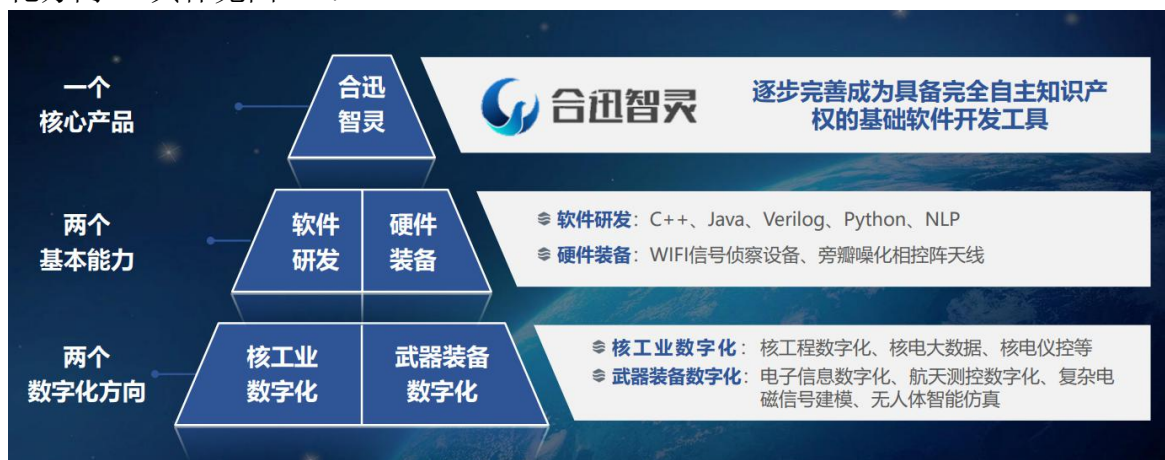 一个
核心产品
合迅
智灵
合迅智灵
逐步完善成为具备完全自主知识产
权的基础软件开发工具
两个
基本能力
软件
研发
硬件
装备
软件研发：C++、Java、Verilog、Python、NLP
硬件装备：WIFI信号侦察设备、旁瓣噪化相控阵天线
两个
数字化方向
核工业
数字化
武器装备
数字化
核工业数字化：核工程数字化、核电大数据、核电仪控等
武器装备数字化：电子信息数字化、航天测控数字化、复杂电
磁信号建模、无人体智能仿真